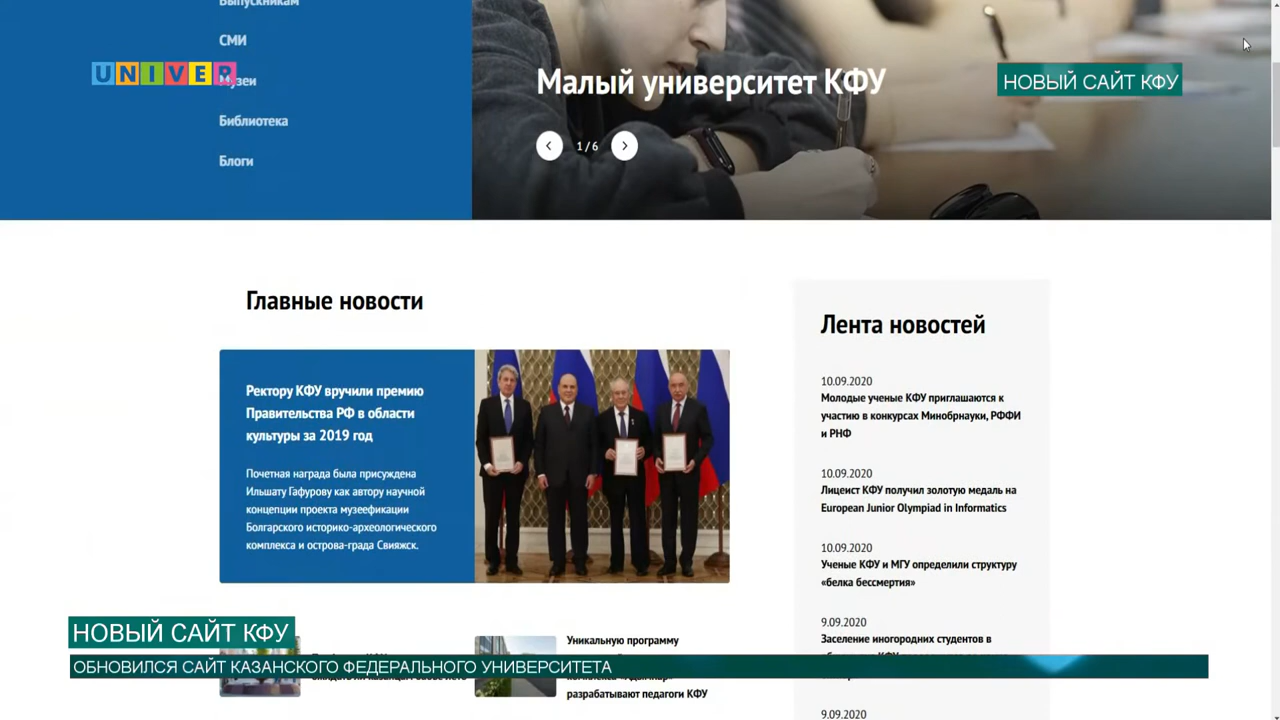 Выпускникам
СМИ
UNIVER
Музеи
Библиотека
Блоги
Малый университет КФУ
1/6
НОВЫЙ САЙТ КФУ
Главные новости
Ректору КФУ вручили премию
Правительства РФ в области
культуры за 2019 год
Почетная награда была присуждена
Ильшату Гафурову как автору научной
концепции проекта музеефикации
Болгарского историко-археологического
комплекса и острова-града Свияжск.
Лента новостей
10.09.2020
Молодые ученые КФУ приглашаются к
участию в конкурсах Минобрнауки, РФФИ
и РНФ
10.09.2020
Лицеист КФУ получил золотую медаль на
European Junior Olympiad in Informatics
10.09.2020
Ученые КФУ и МГУ определили структуру
«белка бессмертия»
9.09.2020
Заселение иногородних студентов в
9.09.2020
Уникальную программу
разрабатывают педагоги КФУ
НОВЫЙ САЙТ КФУ
ОБНОВИЛСЯ САЙТ КАЗАНСКОГО ФЕДЕРАЛЬНОГО УНИВЕРСИТЕТА